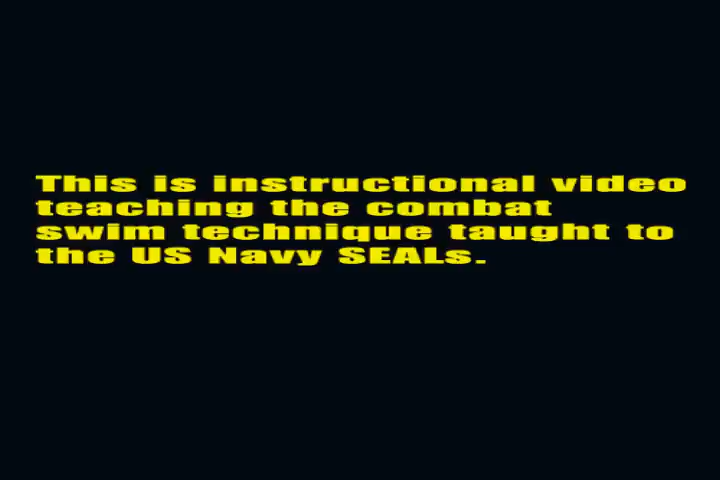 This is instructional video
teaching the combat
swim technique taught to
the US Navy SEALs.